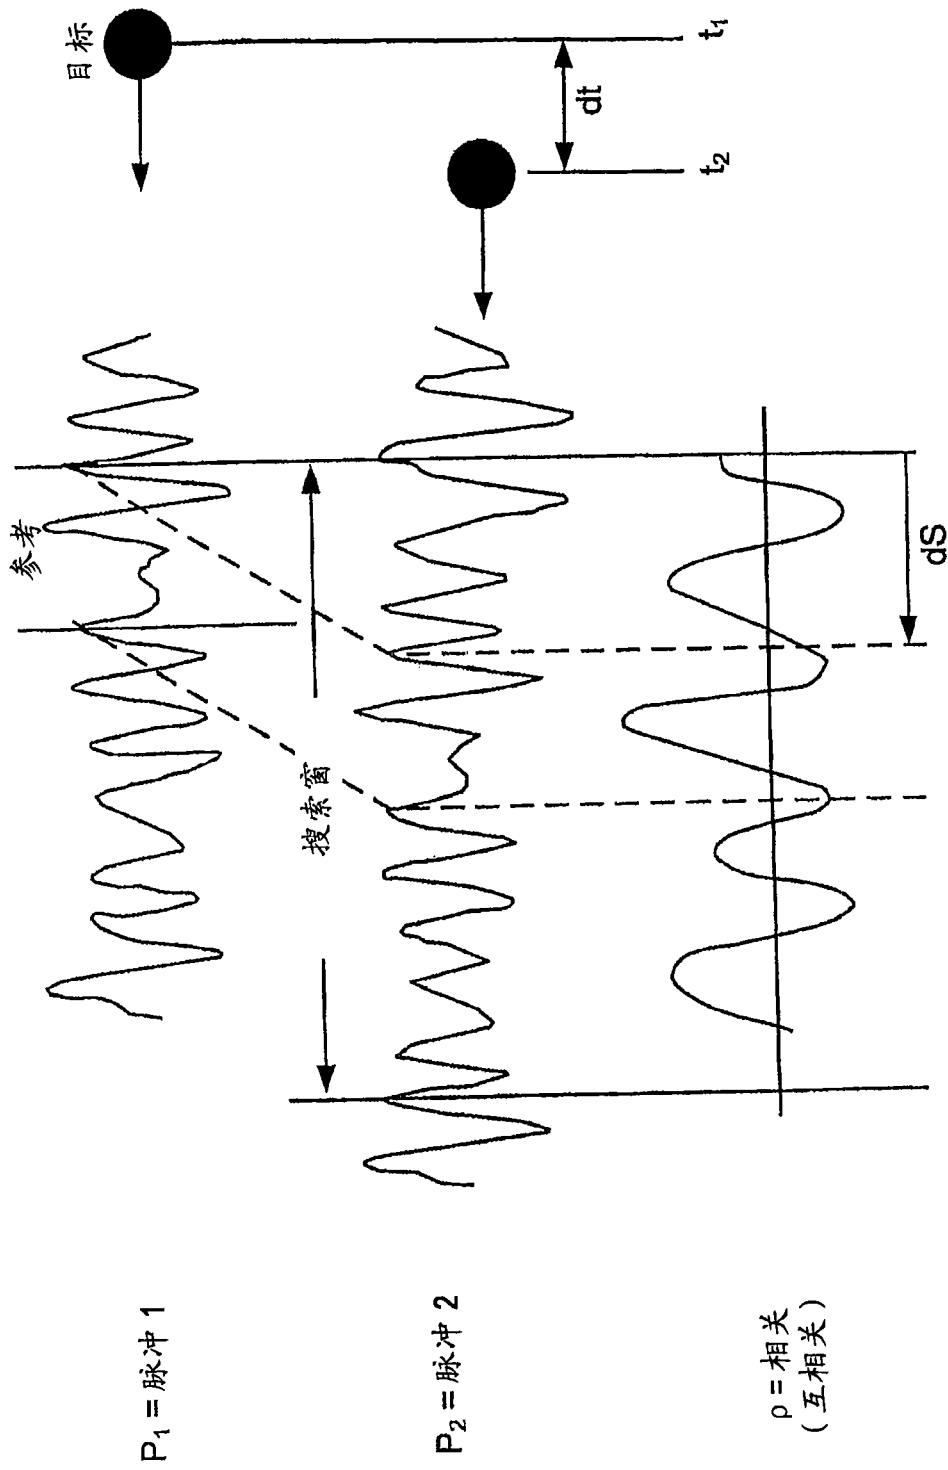 目标
t₁
dt
t₂
参考
搜索窗
dS
P₁ = 脉冲 1
P₂ = 脉冲 2
ρ = 相关
(互相关)